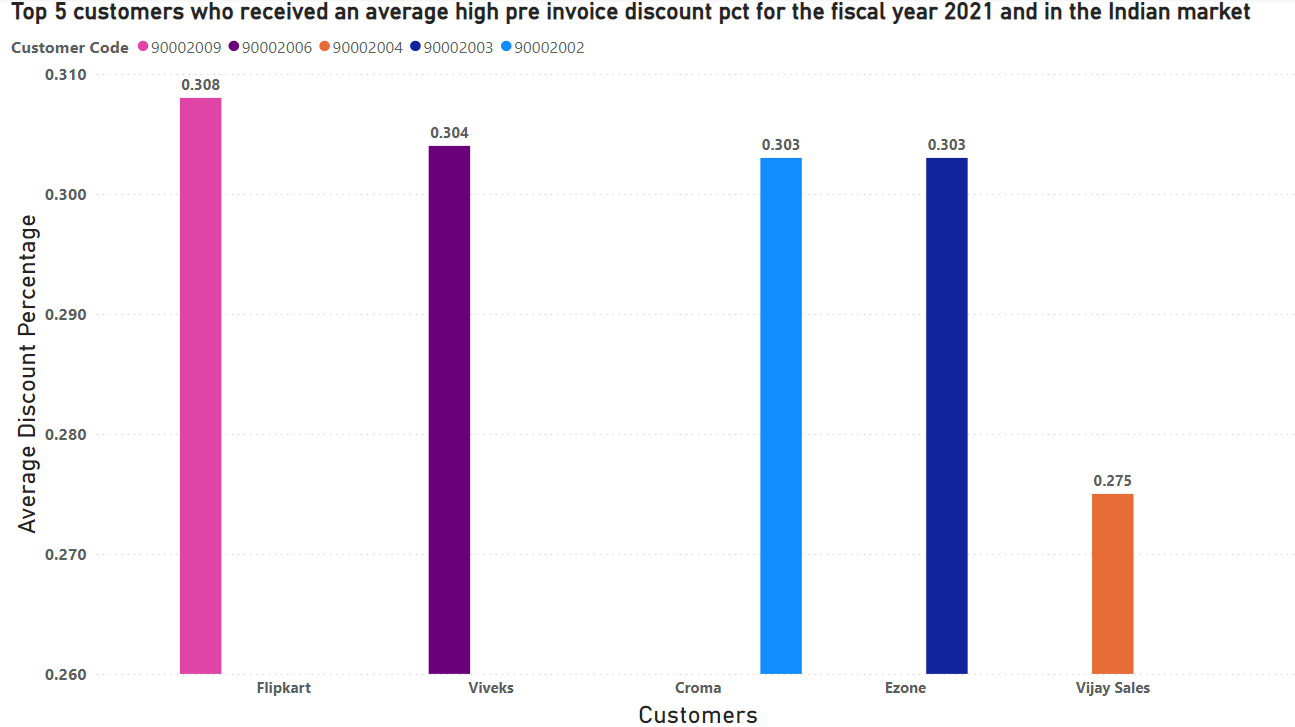 Top 5 customers who received an average high pre invoice discount pct for the fiscal year 2021 and in the Indian market
Customer Code 90002009 90002006 90002004 90002003 90002002
Average Discount Percentage
0.310
0.300
0.290
0.280
0.270
0.260
0.308
0.304
0.303
0.303
0.275
Flipkart Viveks Croma Ezone Vijay Sales
Customers